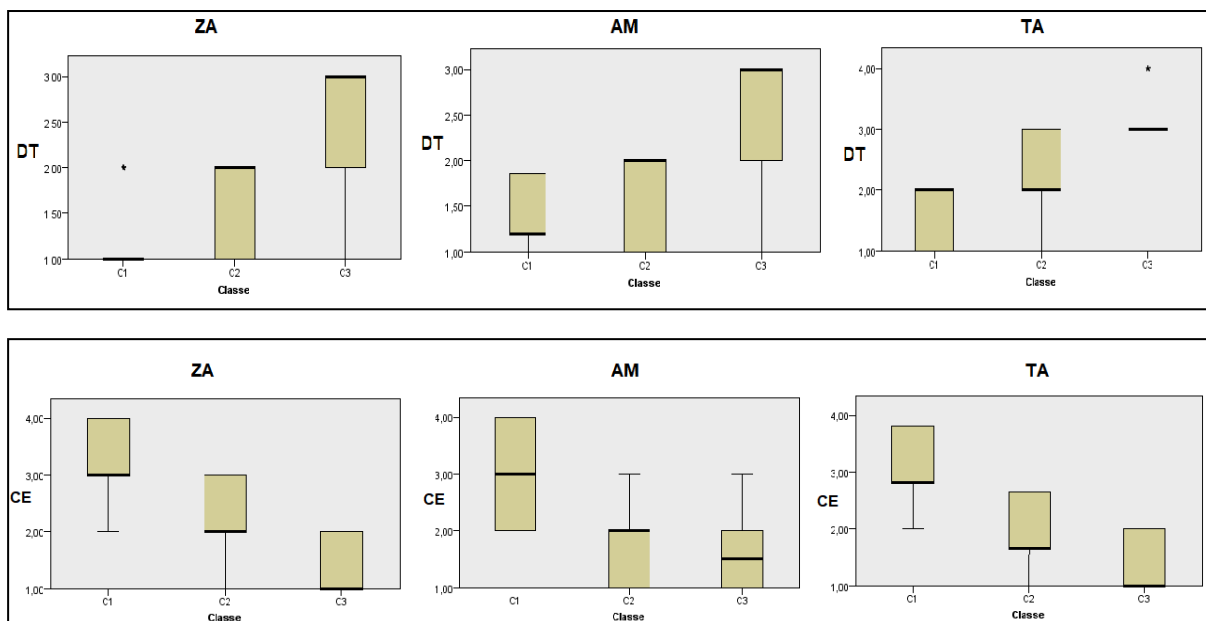 ZA
3,00
2,50
2,00
1,50
1,00
DT
*
C1 C2 C3
Classe
AM
3,00
2,50
2,00
1,50
1,00
DT
C1 C2 C3
Classe
TA
4,00
3,00
2,00
1,00
DT
*
C1 C2 C3
Classe
ZA
4,00
3,00
2,00
1,00
CE
C1 C2 C3
Classe
AM
4,00
3,00
2,00
1,00
CE
C1 C2 C3
Classe
TA
4,00
3,00
2,00
1,00
CE
C1 C2 C3
Classe